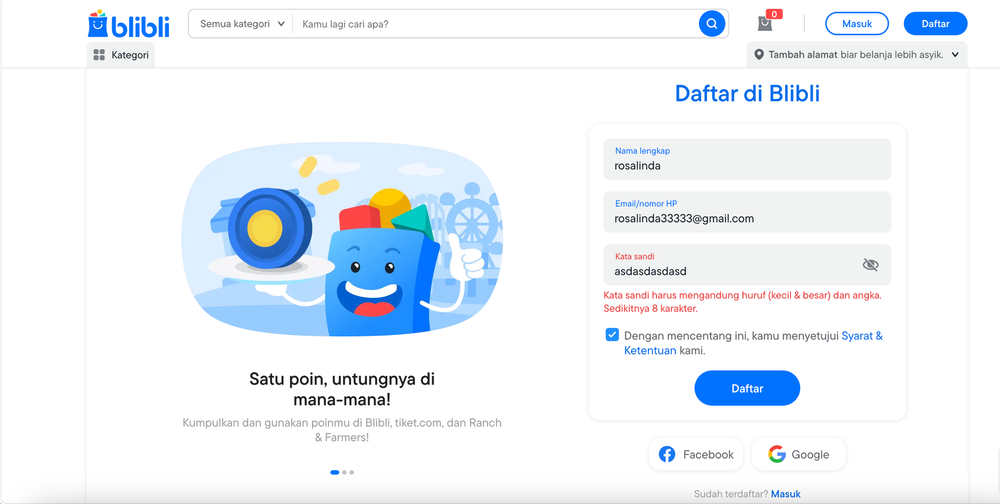 blibli
Semua kategori
Kamu lagi cari apa?
0
Masuk
Daftar
Kategori
Tambah alamat biar belanja lebih asyik.
Daftar di Blibli
Nama lengkap
rosalinda
Email/nomor HP
rosalinda33333@gmail.com
Kata sandi
asdasdasdasd
Kata sandi harus mengandung huruf (kecil & besar) dan angka.
Sedikitnya 8 karakter.
Dengan mencentang ini, kamu menyetujui Syarat &
Ketentuan kami.
Daftar
Satu poin, untungnya di
mana-mana!
Kumpulkan dan gunakan poinmu di Blibli, tiket.com, dan Ranch
& Farmers!
Facebook
Google
Sudah terdaftar? Masuk